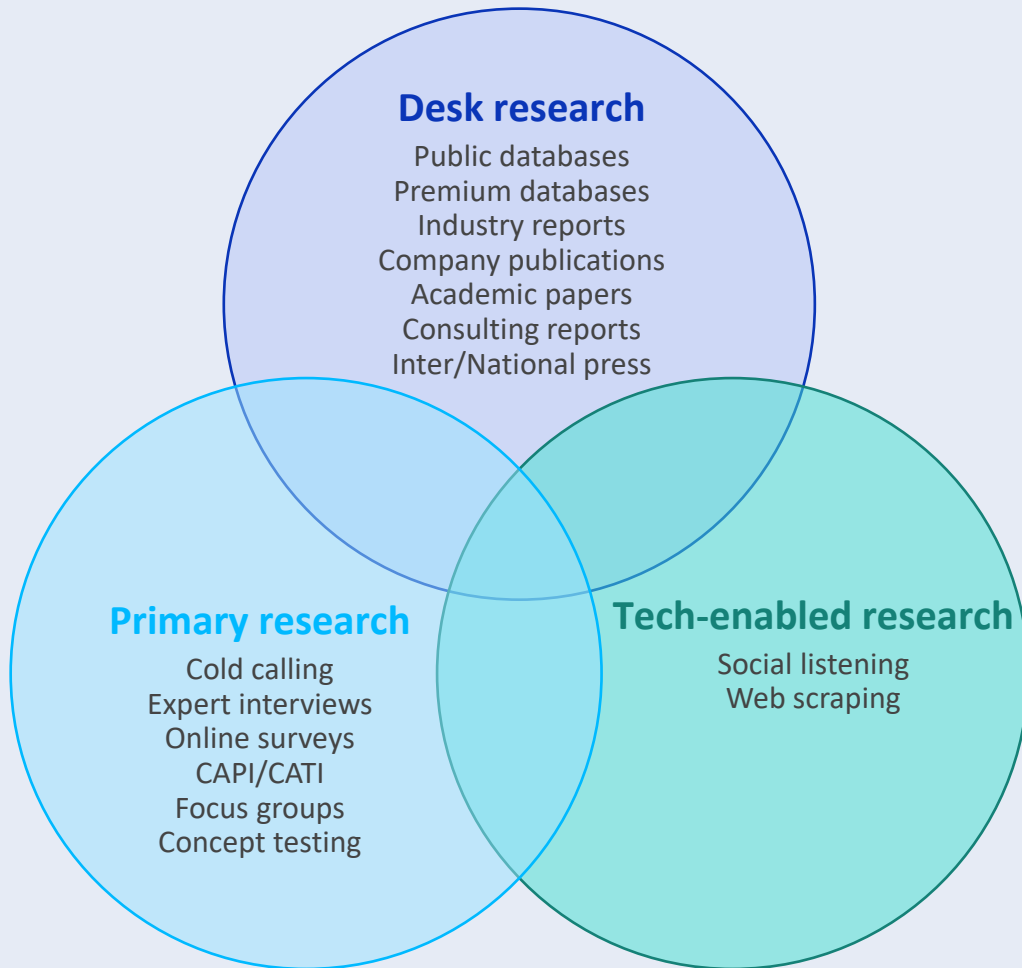 Desk research
Public databases
Premium databases
Industry reports
Company publications
Academic papers
Consulting reports
Inter/National press
Primary research
Cold calling
Expert interviews
Online surveys
CAPI/CATI
Focus groups
Concept testing
Tech-enabled research
Social listening
Web scraping